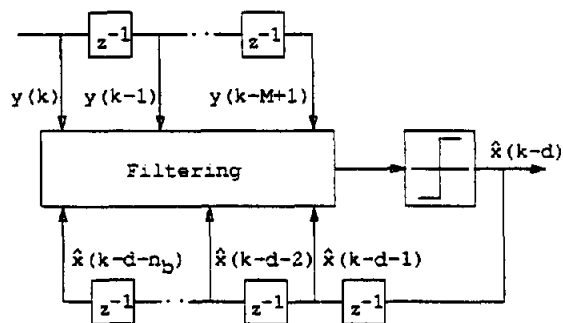 z⁻¹ · · z⁻¹
y(k) y(k-1) y(k-M+1)
Filtering
x̂(k-d)
x̂(k-d-n_b) x̂(k-d-2) x̂(k-d-1)
z⁻¹ · · z⁻¹ z⁻¹